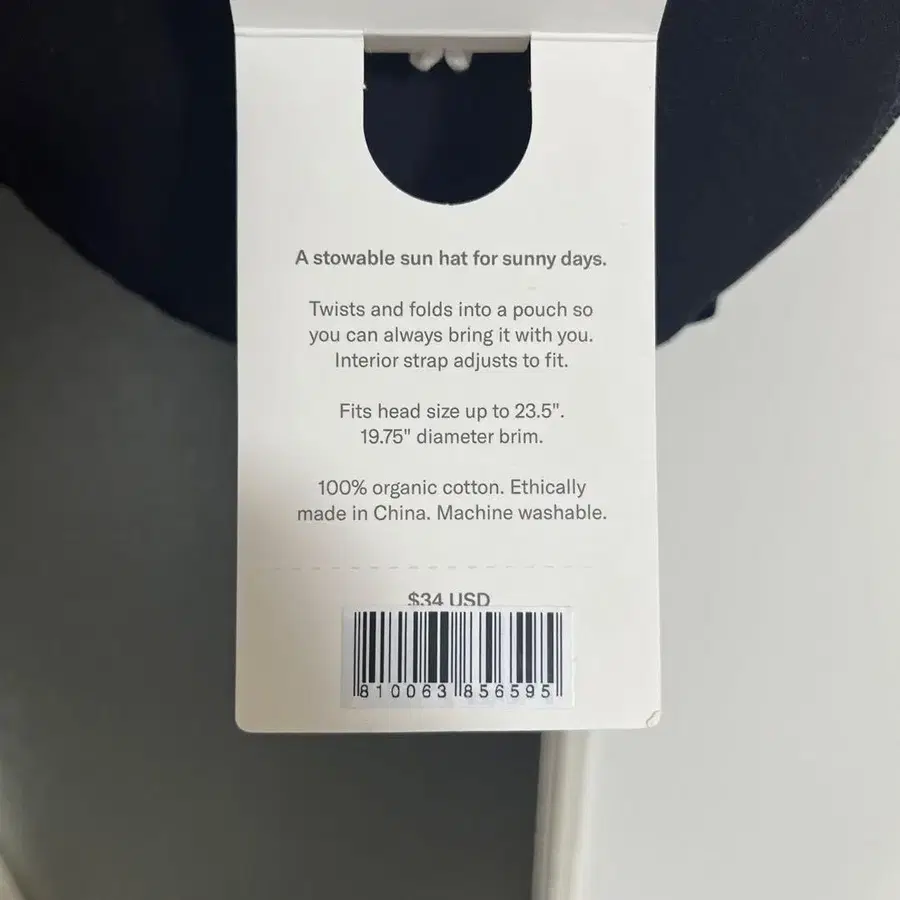 A stowable sun hat for sunny days.
Twists and folds into a pouch so
you can always bring it with you.
Interior strap adjusts to fit.
Fits head size up to 23.5".
19.75" diameter brim.
100% organic cotton. Ethically
made in China. Machine washable.
$34 USD
810063 856595